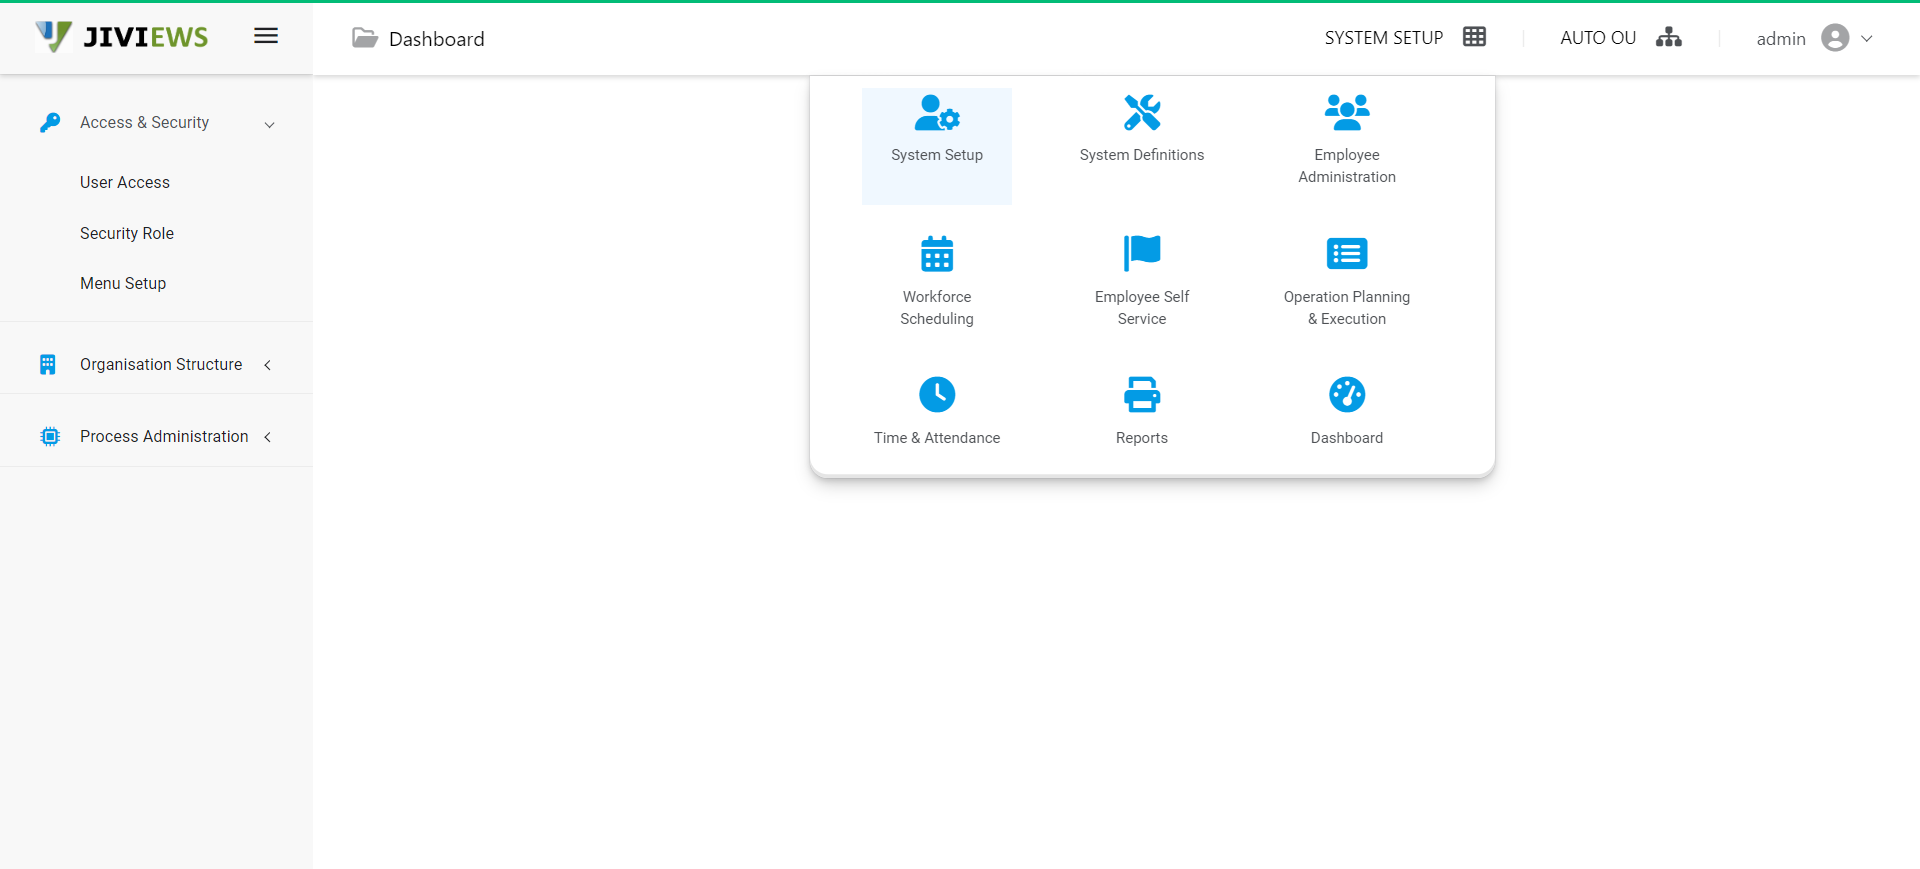 JIVIEWS
Dashboard
SYSTEM SETUP
AUTO OU
admin
Access & Security
User Access
Security Role
Menu Setup
Organisation Structure
Process Administration
System Setup
System Definitions
Employee
Administration
Workforce
Scheduling
Employee Self
Service
Operation Planning
& Execution
Time & Attendance
Reports
Dashboard